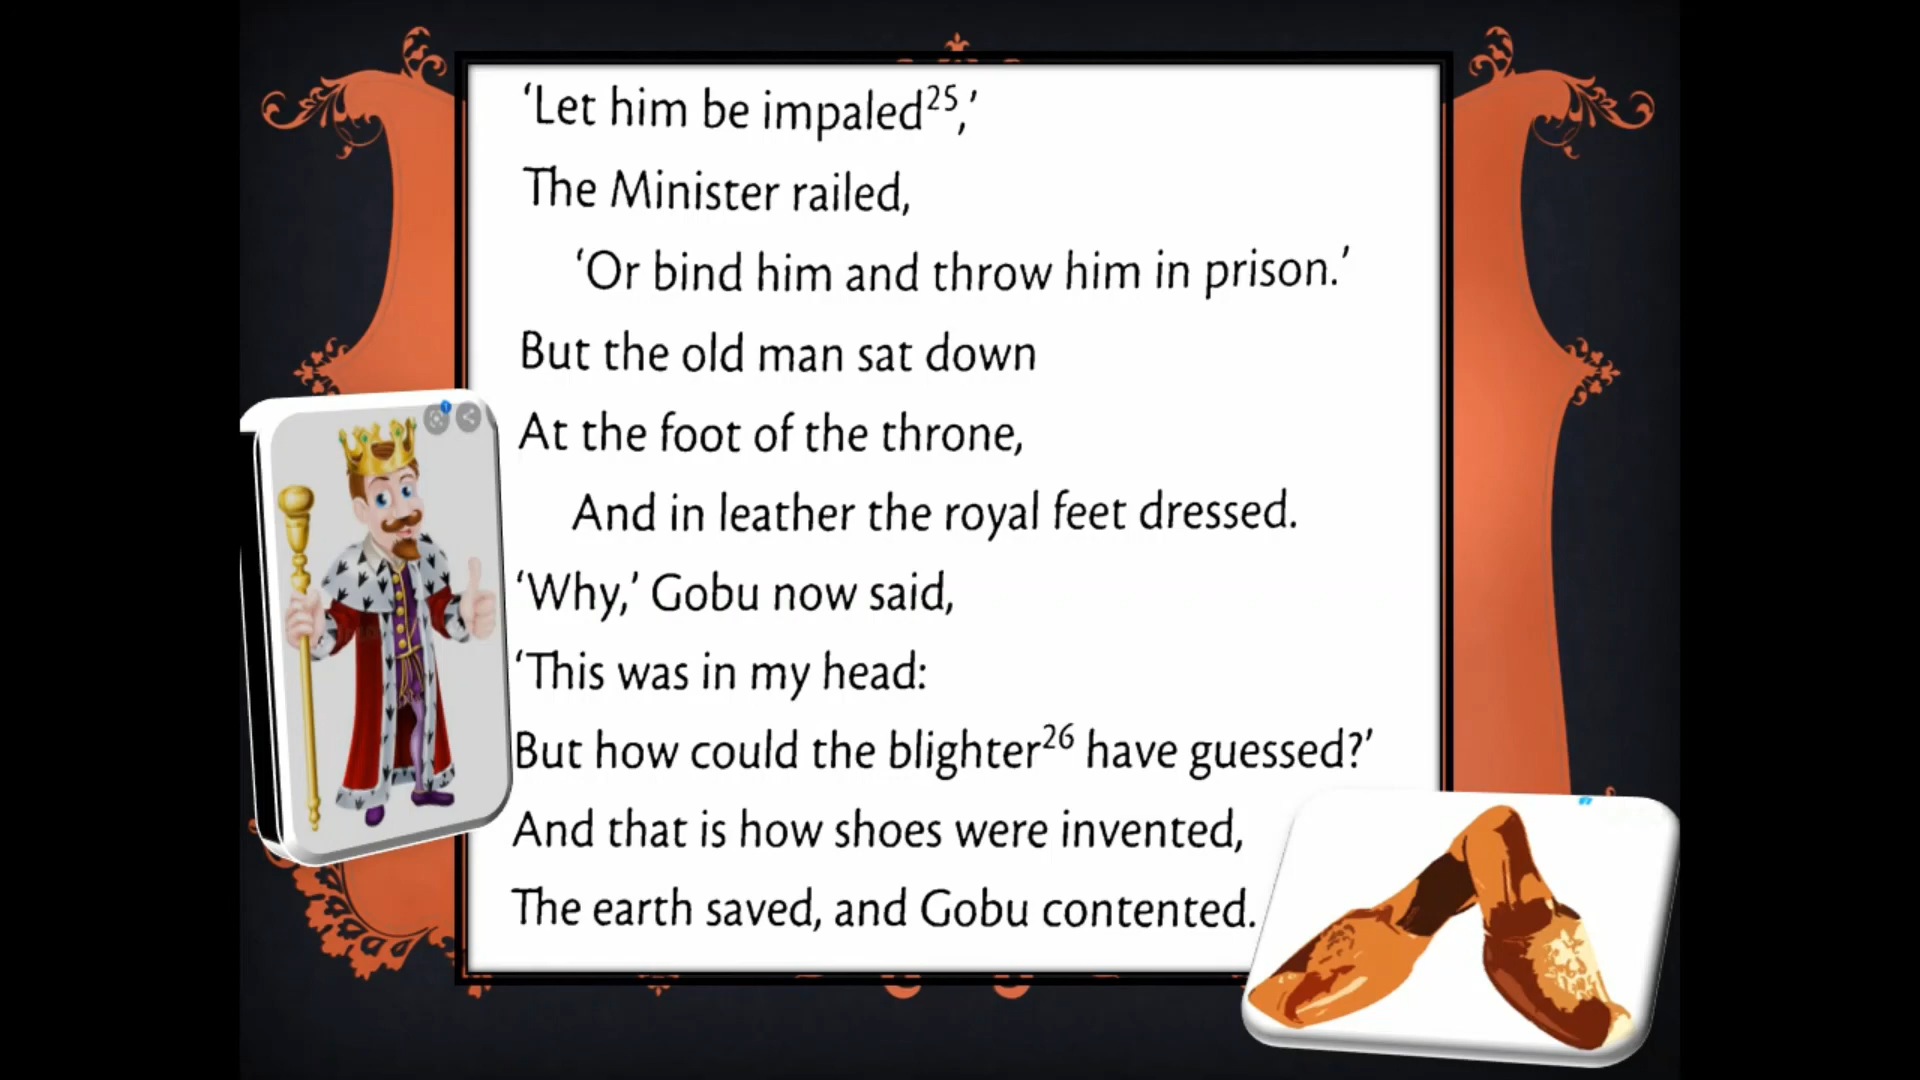 ‘Let him be impaled²⁵,’
The Minister railed,
‘Or bind him and throw him in prison.’
But the old man sat down
At the foot of the throne,
And in leather the royal feet dressed.
‘Why,’ Gobu now said,
‘This was in my head:
But how could the blighter²⁶ have guessed?’
And that is how shoes were invented,
The earth saved, and Gobu contented.